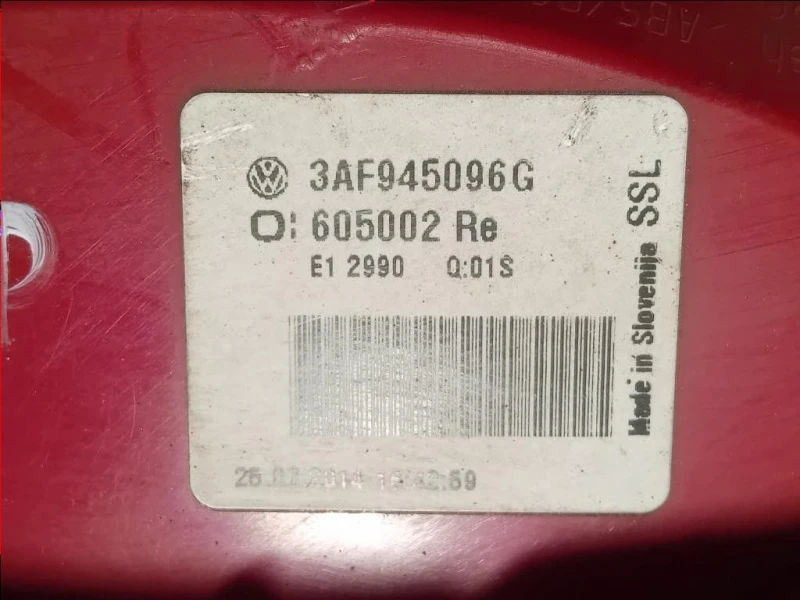 3AF945096G
O: 605002 Re
E1 2990 Q:01S
Made in Slovenija SSL